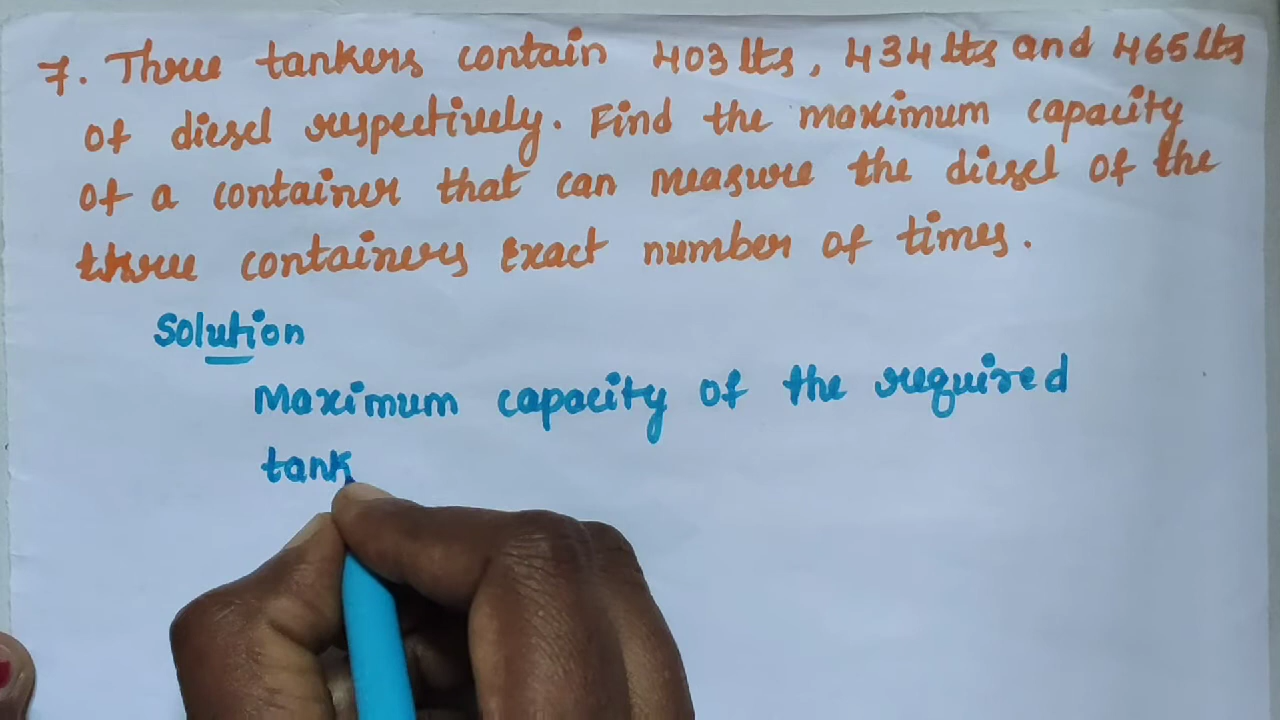 7. Three tankers contain 403 lts, 434 lts and 465 lts
of diesel respectively. Find the maximum capacity
of a container that can measure the diesel of the
three containers Exact number of times.
Solution
Maximum capacity of the required
tank